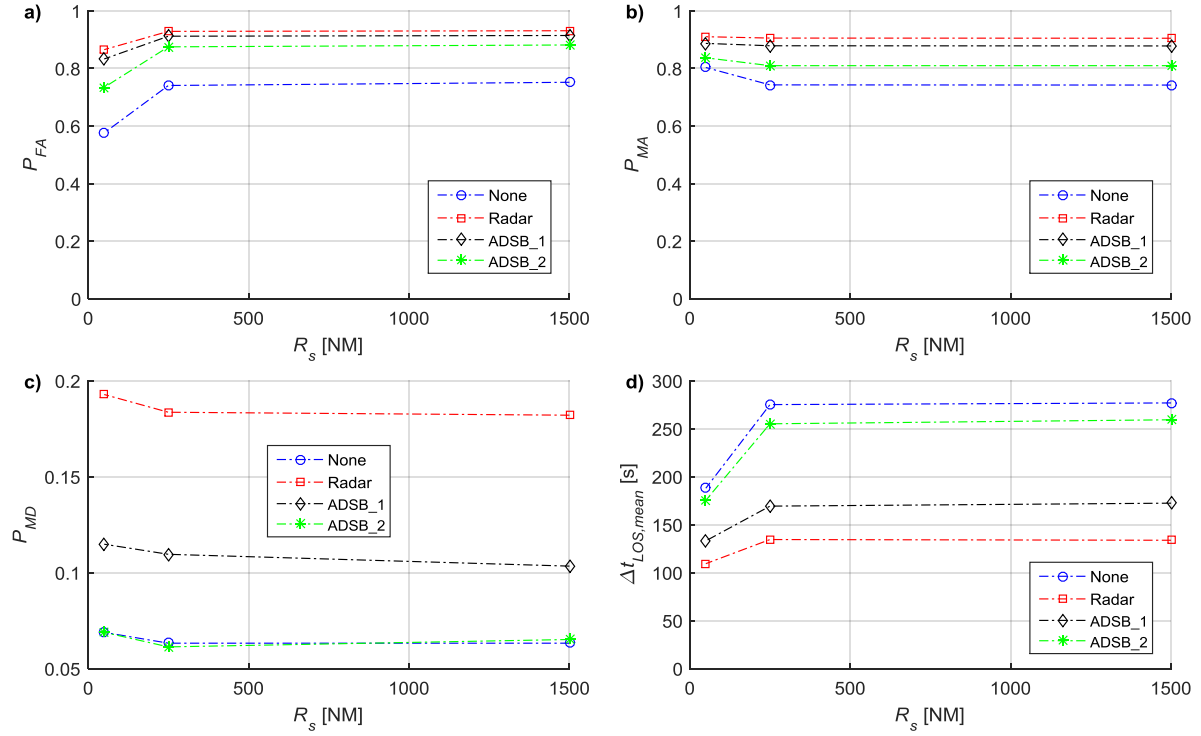 a)
1
0.8
0.6
0.4
0.2
0
P_FA
None
Radar
ADSB_1
ADSB_2
0 500 1000 1500
R_s [NM]
b)
1
0.8
0.6
0.4
0.2
0
P_MA
None
Radar
ADSB_1
ADSB_2
0 500 1000 1500
R_s [NM]
c)
0.2
0.15
0.1
0.05
P_MD
None
Radar
ADSB_1
ADSB_2
0 500 1000 1500
R_s [NM]
d)
300
250
200
150
100
50
0
Δt_LOS,mean [s]
None
Radar
ADSB_1
ADSB_2
0 500 1000 1500
R_s [NM]